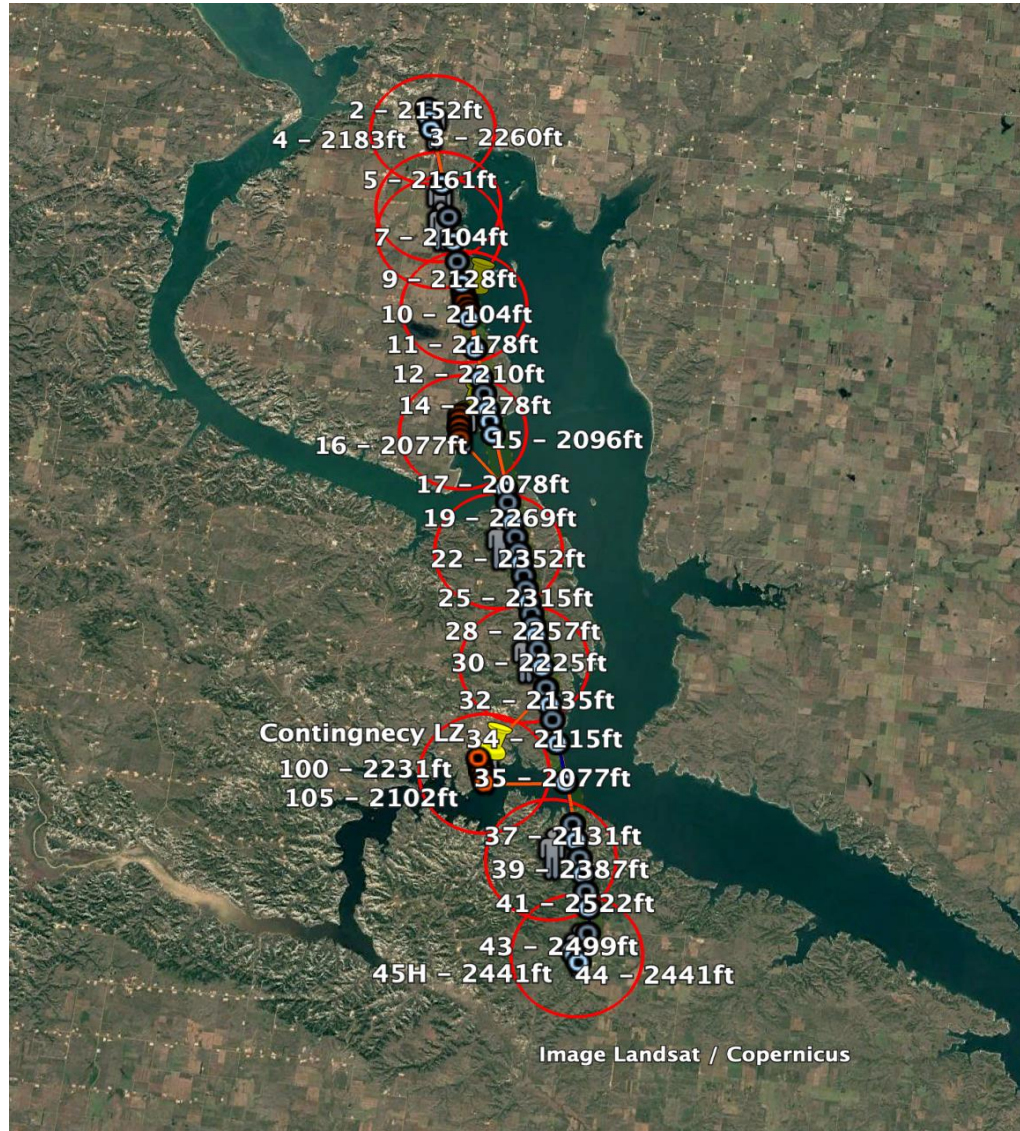 2 – 2152ft
4 – 2183ft
3 – 2260ft
5 – 2161ft
7 – 2104ft
9 – 2128ft
10 – 2104ft
11 – 2178ft
12 – 2210ft
14 – 2278ft
16 – 2077ft
15 – 2096ft
17 – 2078ft
19 – 2269ft
22 – 2352ft
25 – 2315ft
28 – 2257ft
30 – 2225ft
32 – 2135ft
Contingnecy LZ
34 – 2115ft
100 – 2231ft
35 – 2077ft
105 – 2102ft
37 – 2131ft
39 – 2387ft
41 – 2522ft
43 – 2499ft
45H – 2441ft
44 – 2441ft
Image Landsat / Copernicus